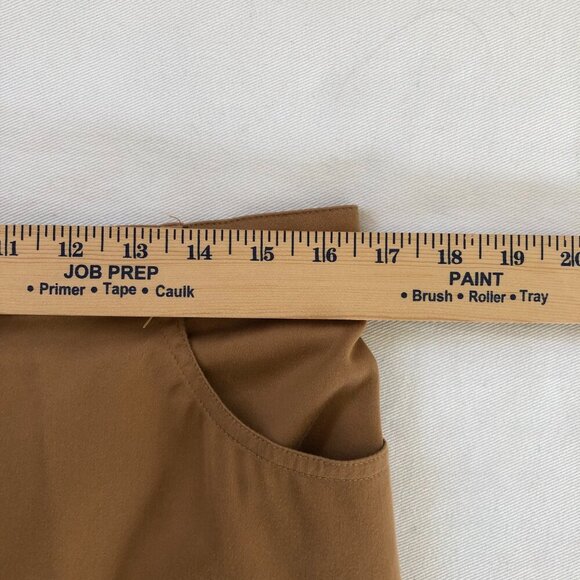 11 12 13 14 15 16 17 18 19 20
JOB PREP PAINT
• Primer • Tape • Caulk • Brush • Roller • Tray